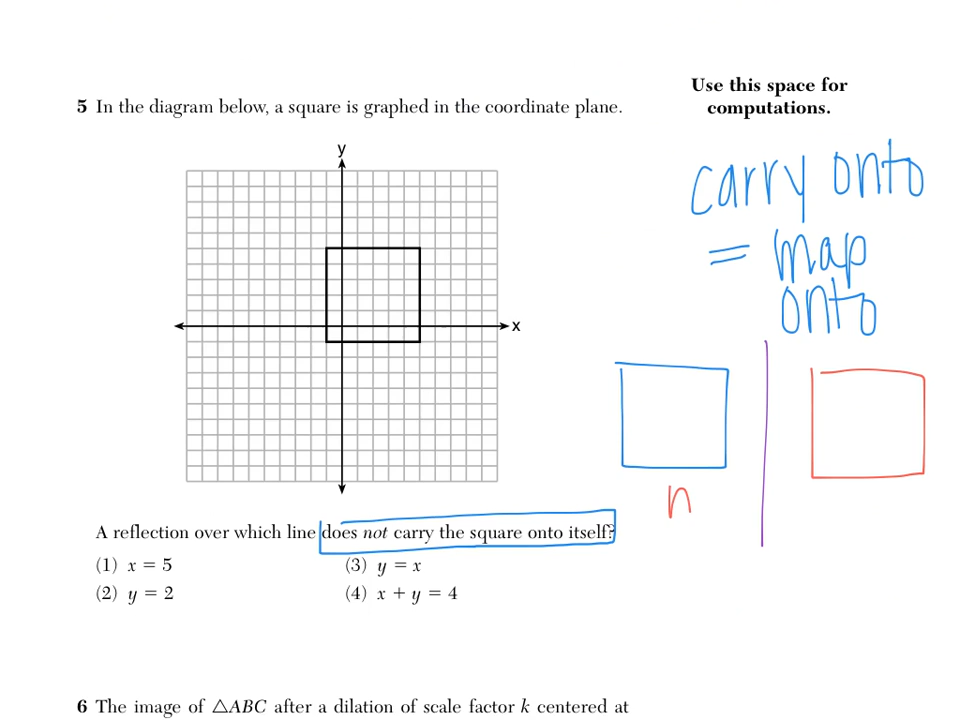 Use this space for
computations.
5 In the diagram below, a square is graphed in the coordinate plane.
y
x
carry onto
= map
onto
n
A reflection over which line does not carry the square onto itself?
(1) x = 5
(3) y = x
(2) y = 2
(4) x + y = 4
6 The image of △ABC after a dilation of scale factor k centered at